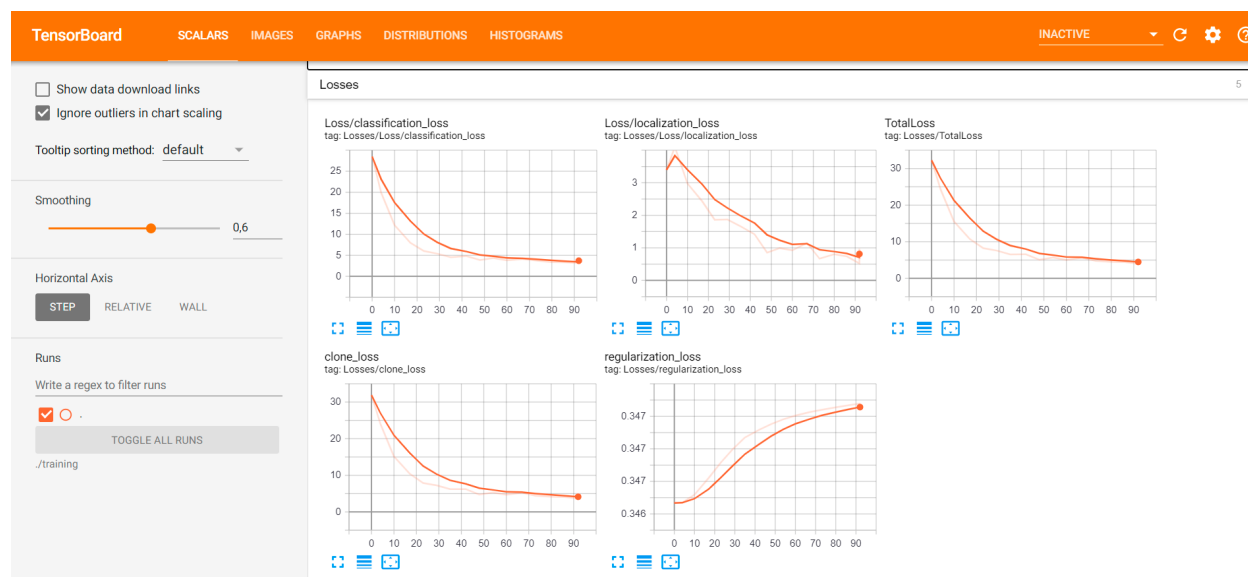 TensorBoard SCALARS IMAGES GRAPHS DISTRIBUTIONS HISTOGRAMS INACTIVE
Show data download links
Ignore outliers in chart scaling
Tooltip sorting method: default
Smoothing
0,6
Horizontal Axis
STEP RELATIVE WALL
Runs
Write a regex to filter runs
.
TOGGLE ALL RUNS
./training
Losses 5
Loss/classification_loss
tag: Losses/Loss/classification_loss
25
20
15
10
5
0
0 10 20 30 40 50 60 70 80 90
Loss/localization_loss
tag: Losses/Loss/localization_loss
3
2
1
0
0 10 20 30 40 50 60 70 80 90
TotalLoss
tag: Losses/TotalLoss
30
20
10
0
0 10 20 30 40 50 60 70 80 90
clone_loss
tag: Losses/clone_loss
30
20
10
0
0 10 20 30 40 50 60 70 80 90
regularization_loss
tag: Losses/regularization_loss
0.347
0.347
0.347
0.346
0 10 20 30 40 50 60 70 80 90